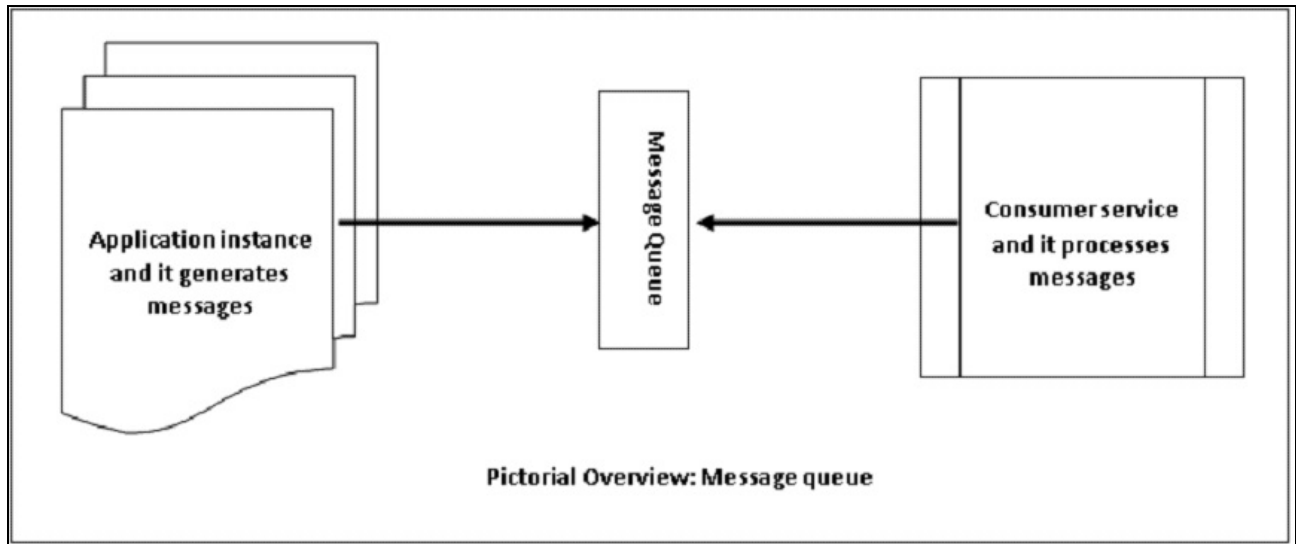 Application instance
and it generates
messages
Message Queue
Consumer service
and it processes
messages
Pictorial Overview: Message queue